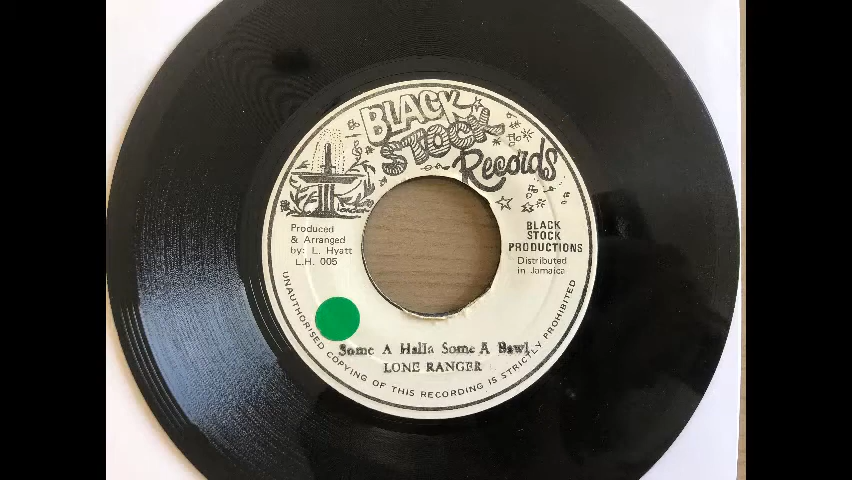 BLACK
STOCK
Records
Produced
& Arranged
by: L. Hyatt
L.H. 005
BLACK
STOCK
PRODUCTIONS
Distributed
in Jamaica
Some A Halla Some A Bawl
LONE RANGER
UNAUTHORISED COPYING OF THIS RECORDING IS STRICTLY PROHIBITED